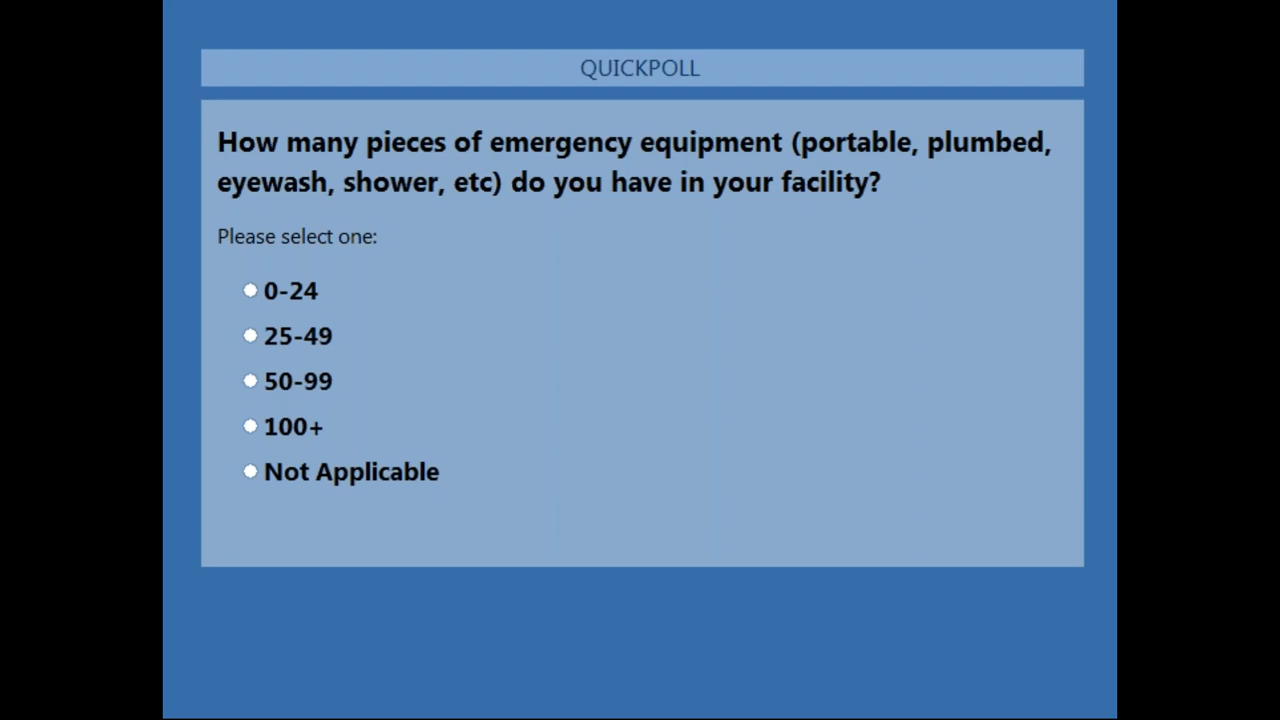 QUICKPOLL
How many pieces of emergency equipment (portable, plumbed,
eyewash, shower, etc) do you have in your facility?
Please select one:
0-24
25-49
50-99
100+
Not Applicable